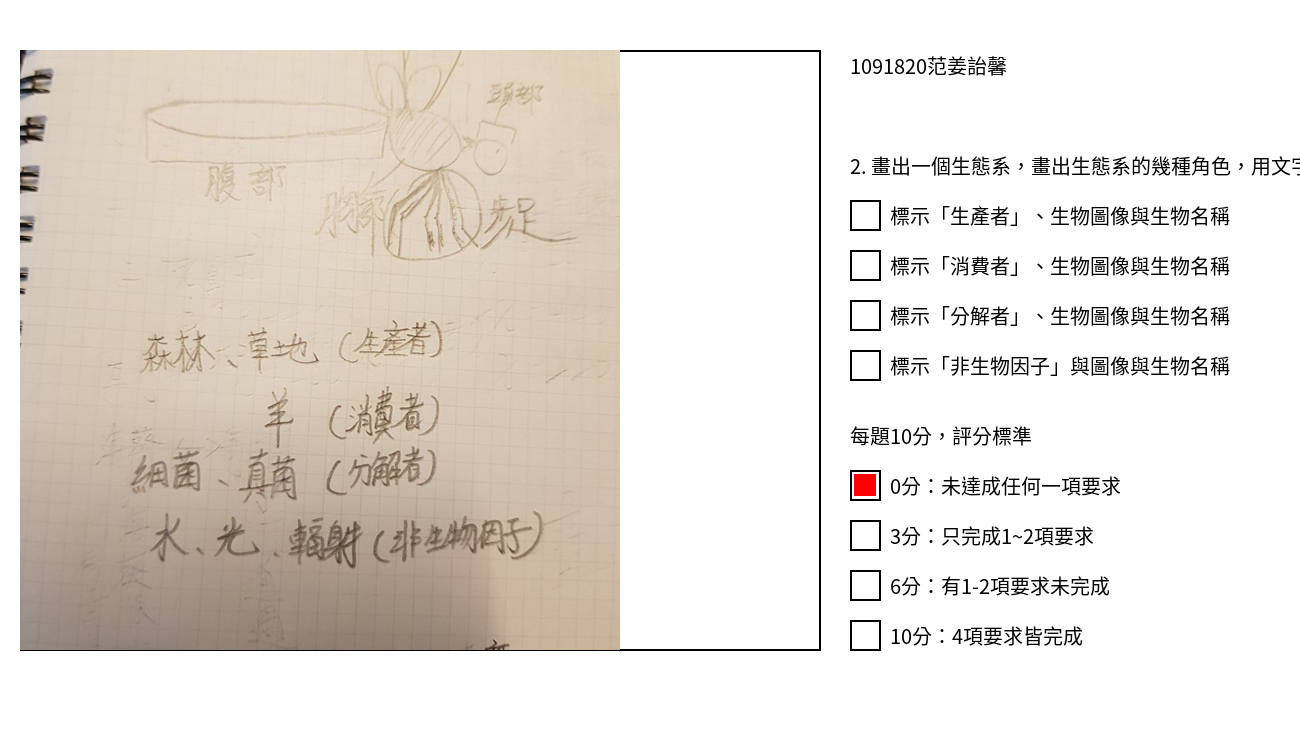 頭部
腹部
胸部
步足
森林、草地（生產者）
羊（消費者）
細菌、真菌（分解者）
水、光、輻射（非生物因子）
1091820范姜詒馨
2. 畫出一個生態系，畫出生態系的幾種角色，用文字
標示「生產者」、生物圖像與生物名稱
標示「消費者」、生物圖像與生物名稱
標示「分解者」、生物圖像與生物名稱
標示「非生物因子」與圖像與生物名稱
每題10分，評分標準
0分：未達成任何一項要求
3分：只完成1~2項要求
6分：有1-2項要求未完成
10分：4項要求皆完成